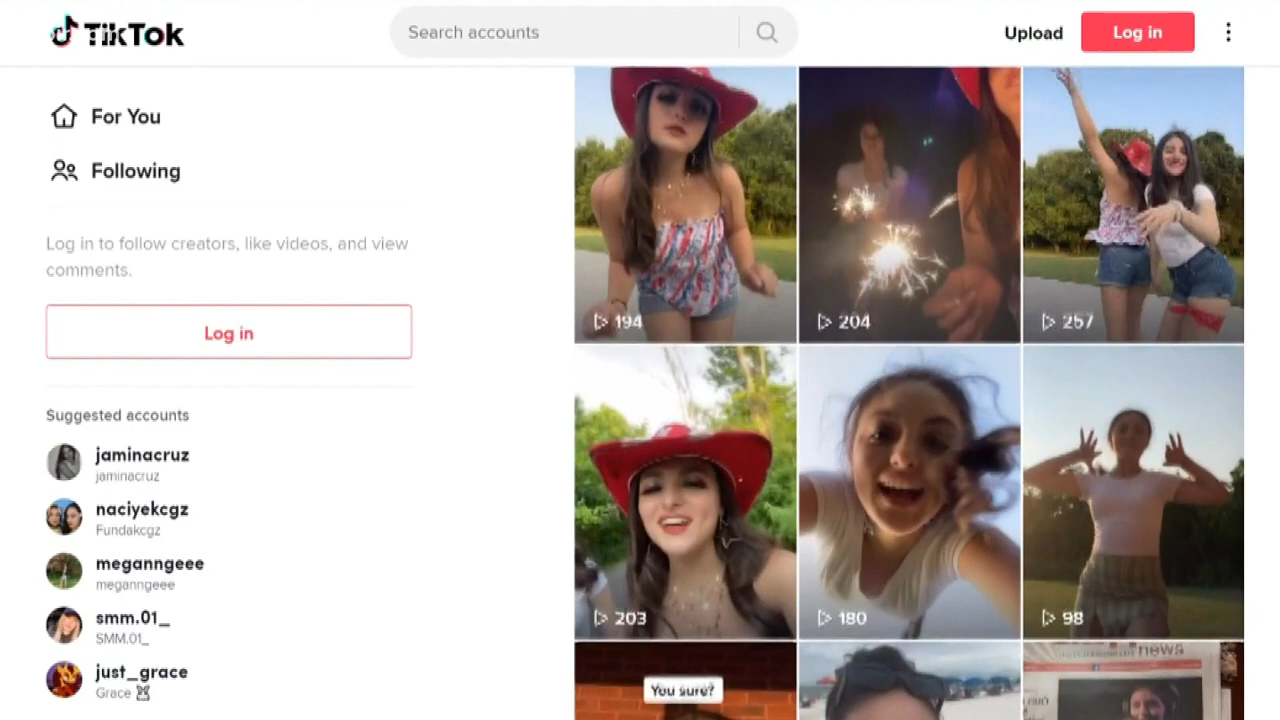 TikTok
Search accounts
Upload
Log in
For You
Following
Log in to follow creators, like videos, and view
comments.
Log in
Suggested accounts
jaminacruz
jaminacruz
naciyekcgz
Fundakcgz
meganngeee
meganngeee
smm.01_
SMM.01_
just_grace
Grace
194
204
257
203
180
98
You sure?
news